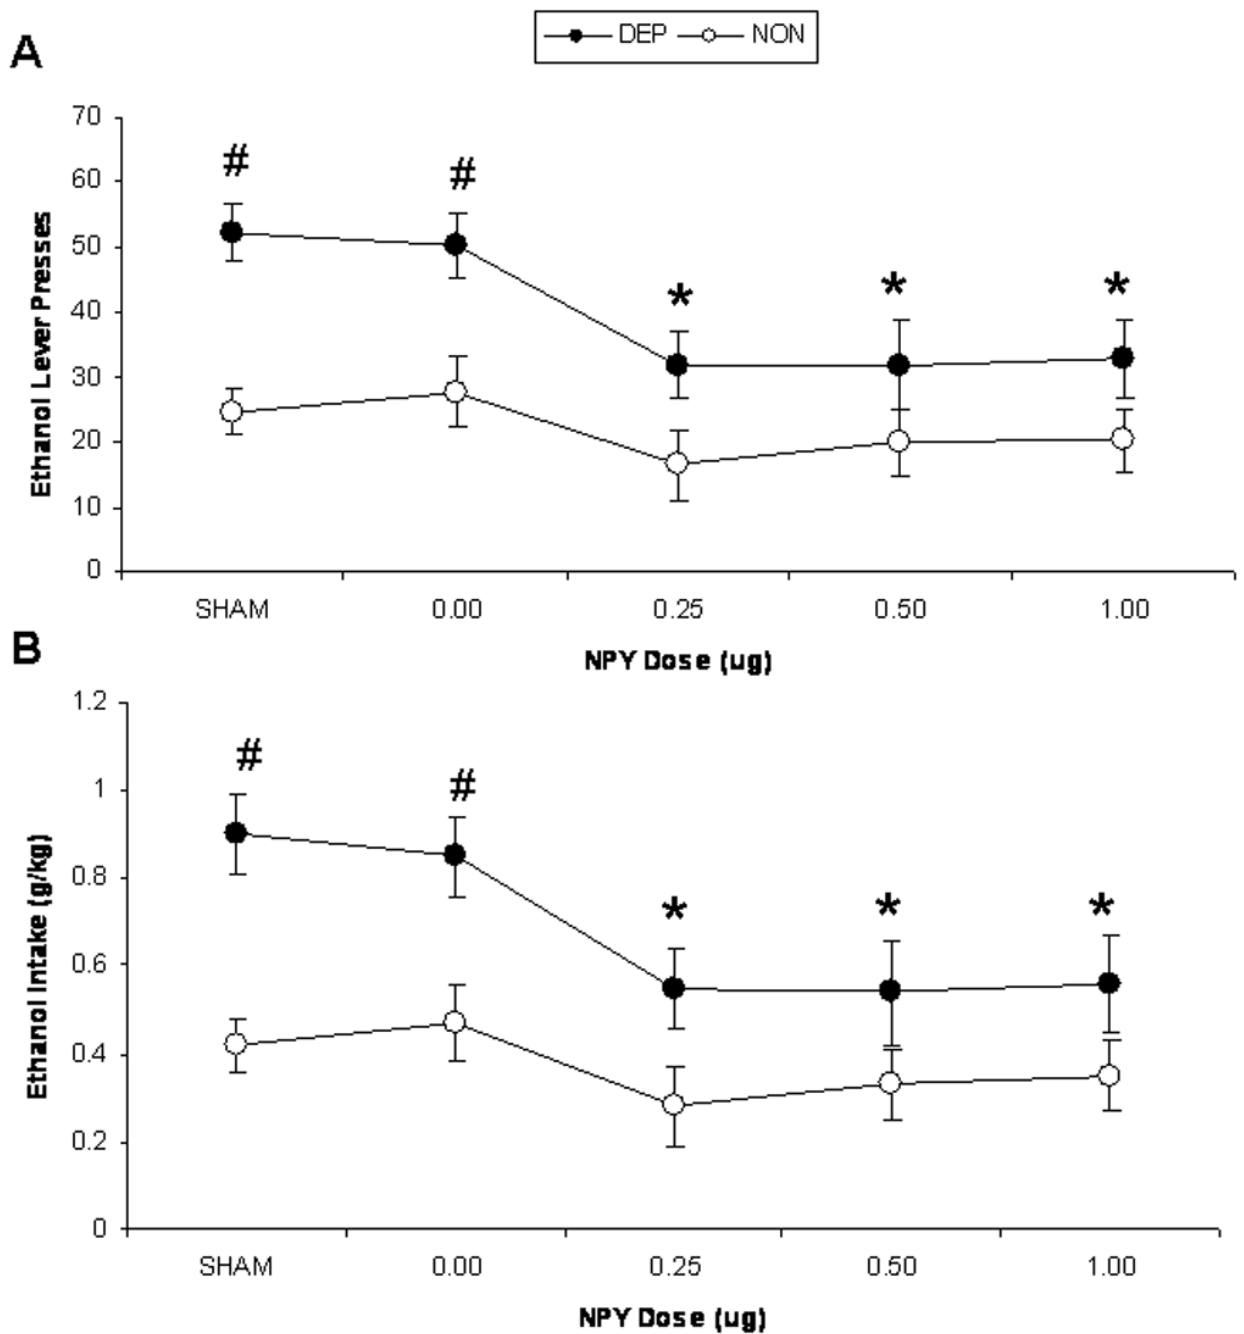 DEP NON
A
70
#
#
60
50
*
*
*
40
30
20
10
0
Ethanol Lever Presses
SHAM 0.00 0.25 0.50 1.00
NPY Dose (ug)
B
1.2
#
#
1
*
*
*
0.8
0.6
0.4
0.2
0
Ethanol Intake (g/kg)
SHAM 0.00 0.25 0.50 1.00
NPY Dose (ug)